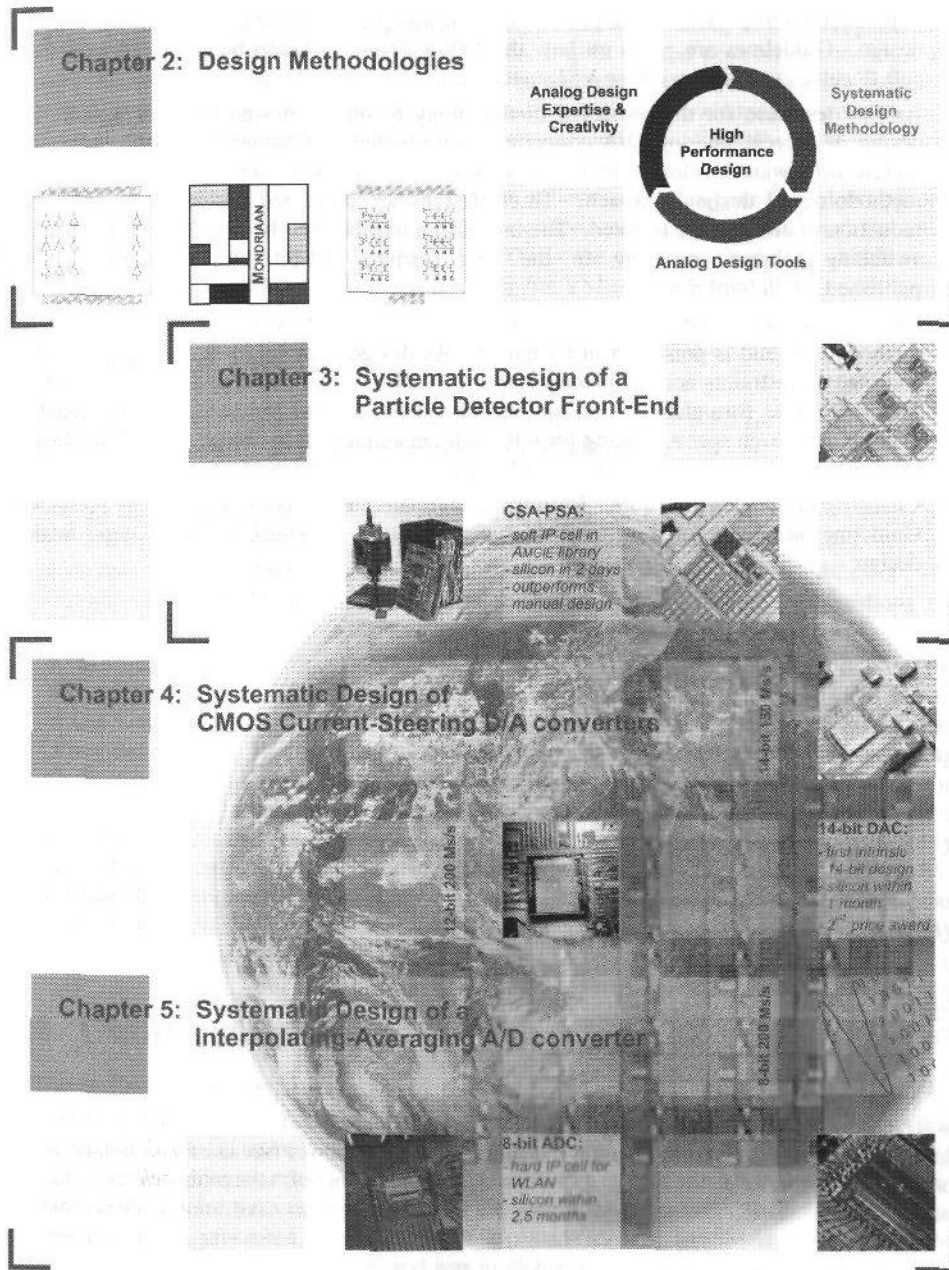 Chapter 2: Design Methodologies
Analog Design
Expertise &
Creativity
Systematic
Design
Methodology
High
Performance
Design
Analog Design Tools
MONDRIAAN
Chapter 3: Systematic Design of a
Particle Detector Front-End
CSA-PSA:
- soft IP cell in
AMGIE library
- silicon in 2 days
- outperforms
manual design
Chapter 4: Systematic Design of
CMOS Current-Steering D/A converters
14-bit 130 Ms/s
12-bit 200 Ms/s
14-bit DAC:
- first intrinsic
14-bit design
- silicon within
1 month
- 2nd price award
Chapter 5: Systematic Design of a
Interpolating-Averaging A/D converter
8-bit 200 Ms/s
8-bit ADC:
- hard IP cell for
WLAN
- silicon within
2,5 months